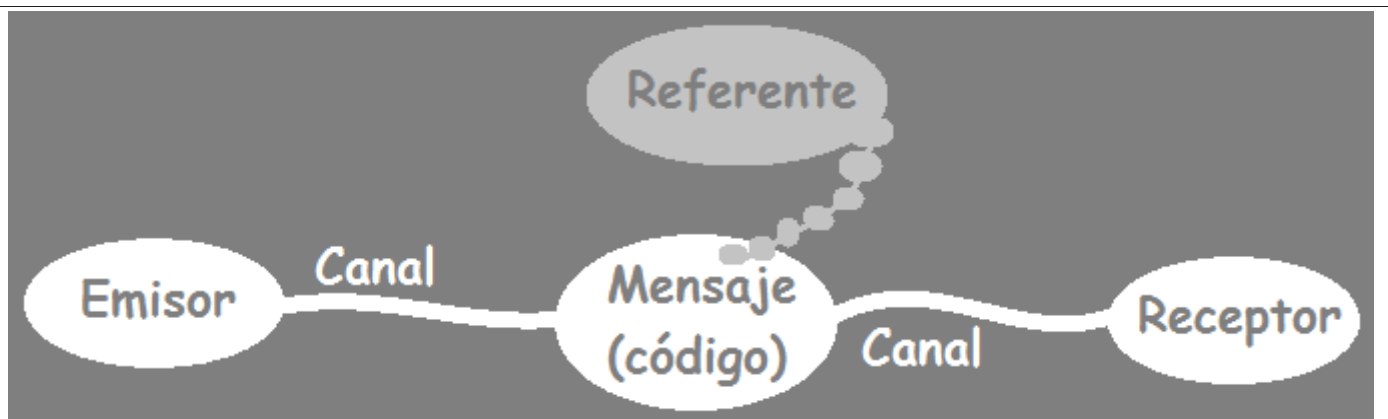 Referente
Emisor
Canal
Mensaje
(código)
Canal
Receptor